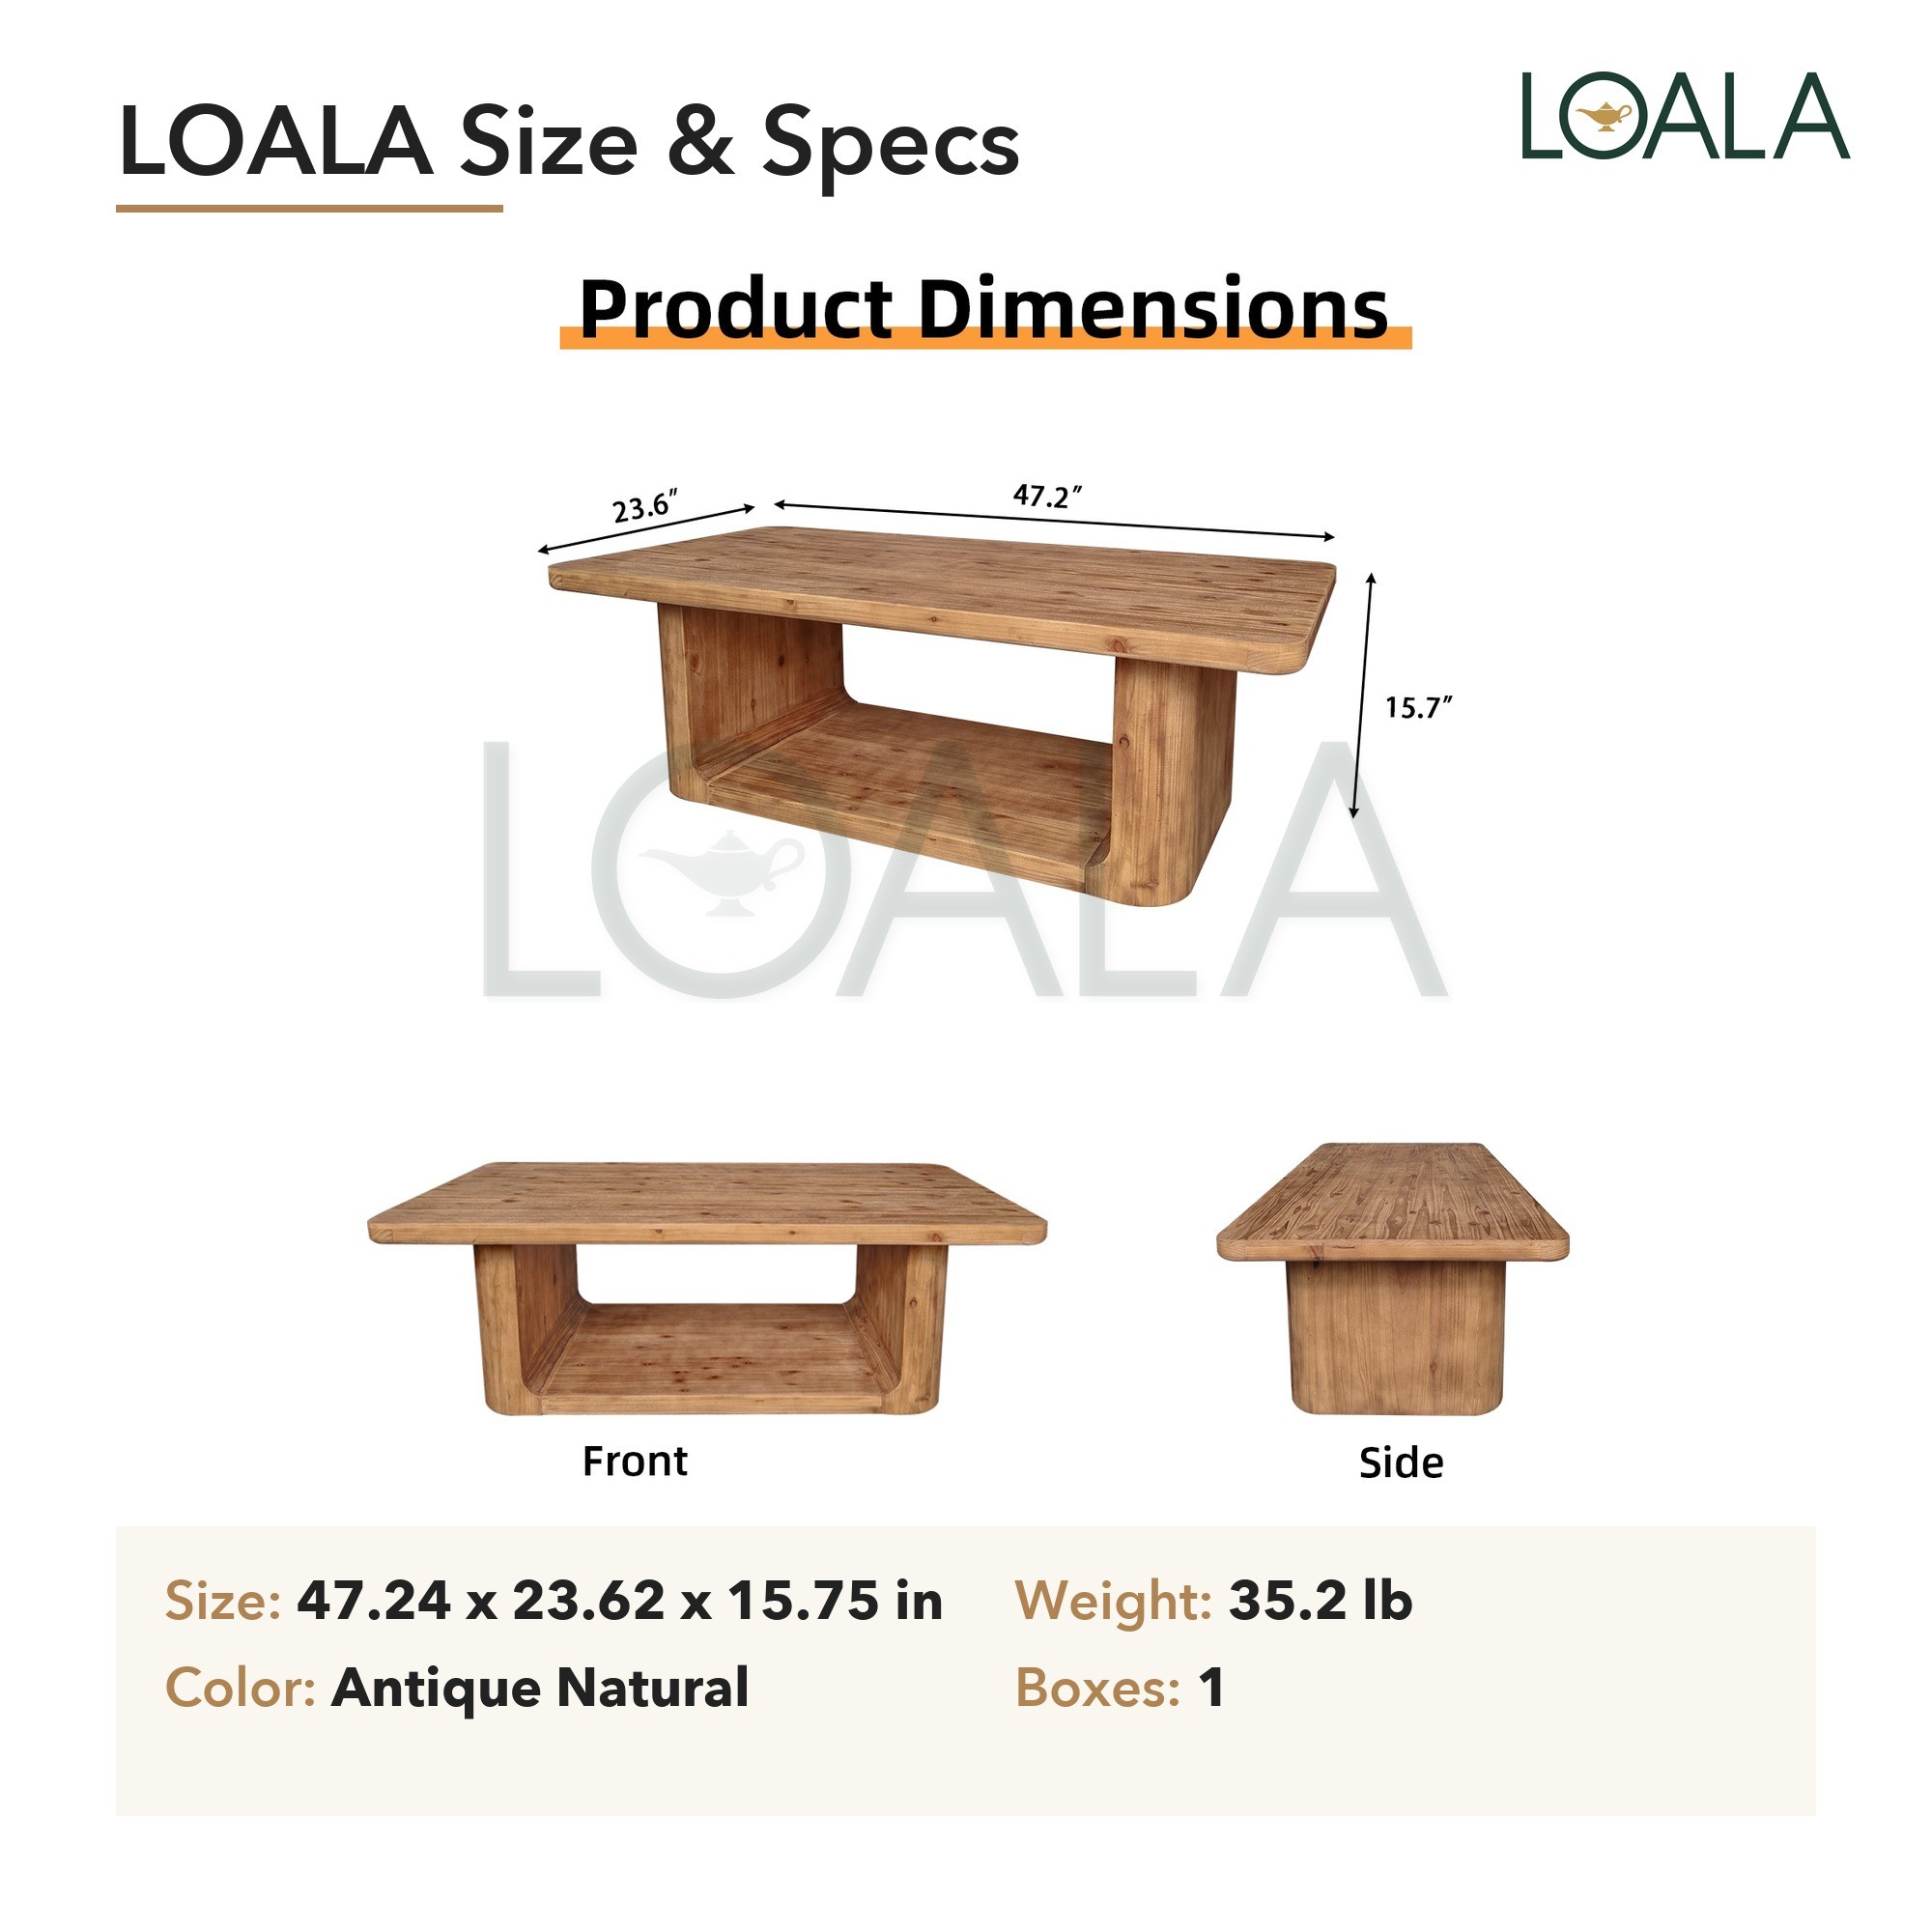 LOALA Size & Specs
LOALA
Product Dimensions
23.6"
47.2"
15.7"
LOALA
Front
Side
Size: 47.24 x 23.62 x 15.75 in
Weight: 35.2 lb
Color: Antique Natural
Boxes: 1